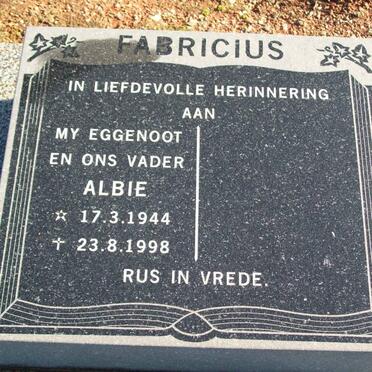 FABRICIUS
IN LIEFDEVOLLE HERINNERING
AAN
MY EGGENOOT
EN ONS VADER
ALBIE
☆ 17.3.1944
✝ 23.8.1998
RUS IN VREDE.